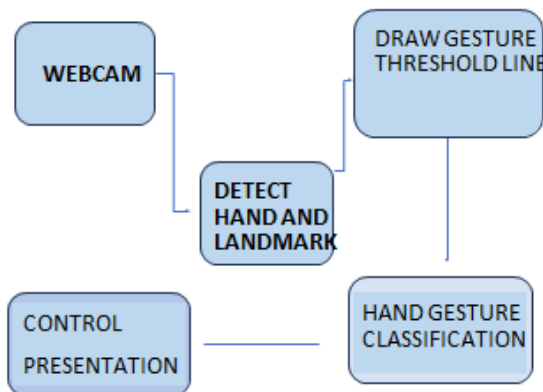 WEBCAM
DETECT
HAND AND
LANDMARK
DRAW GESTURE
THRESHOLD LINE
HAND GESTURE
CLASSIFICATION
CONTROL
PRESENTATION